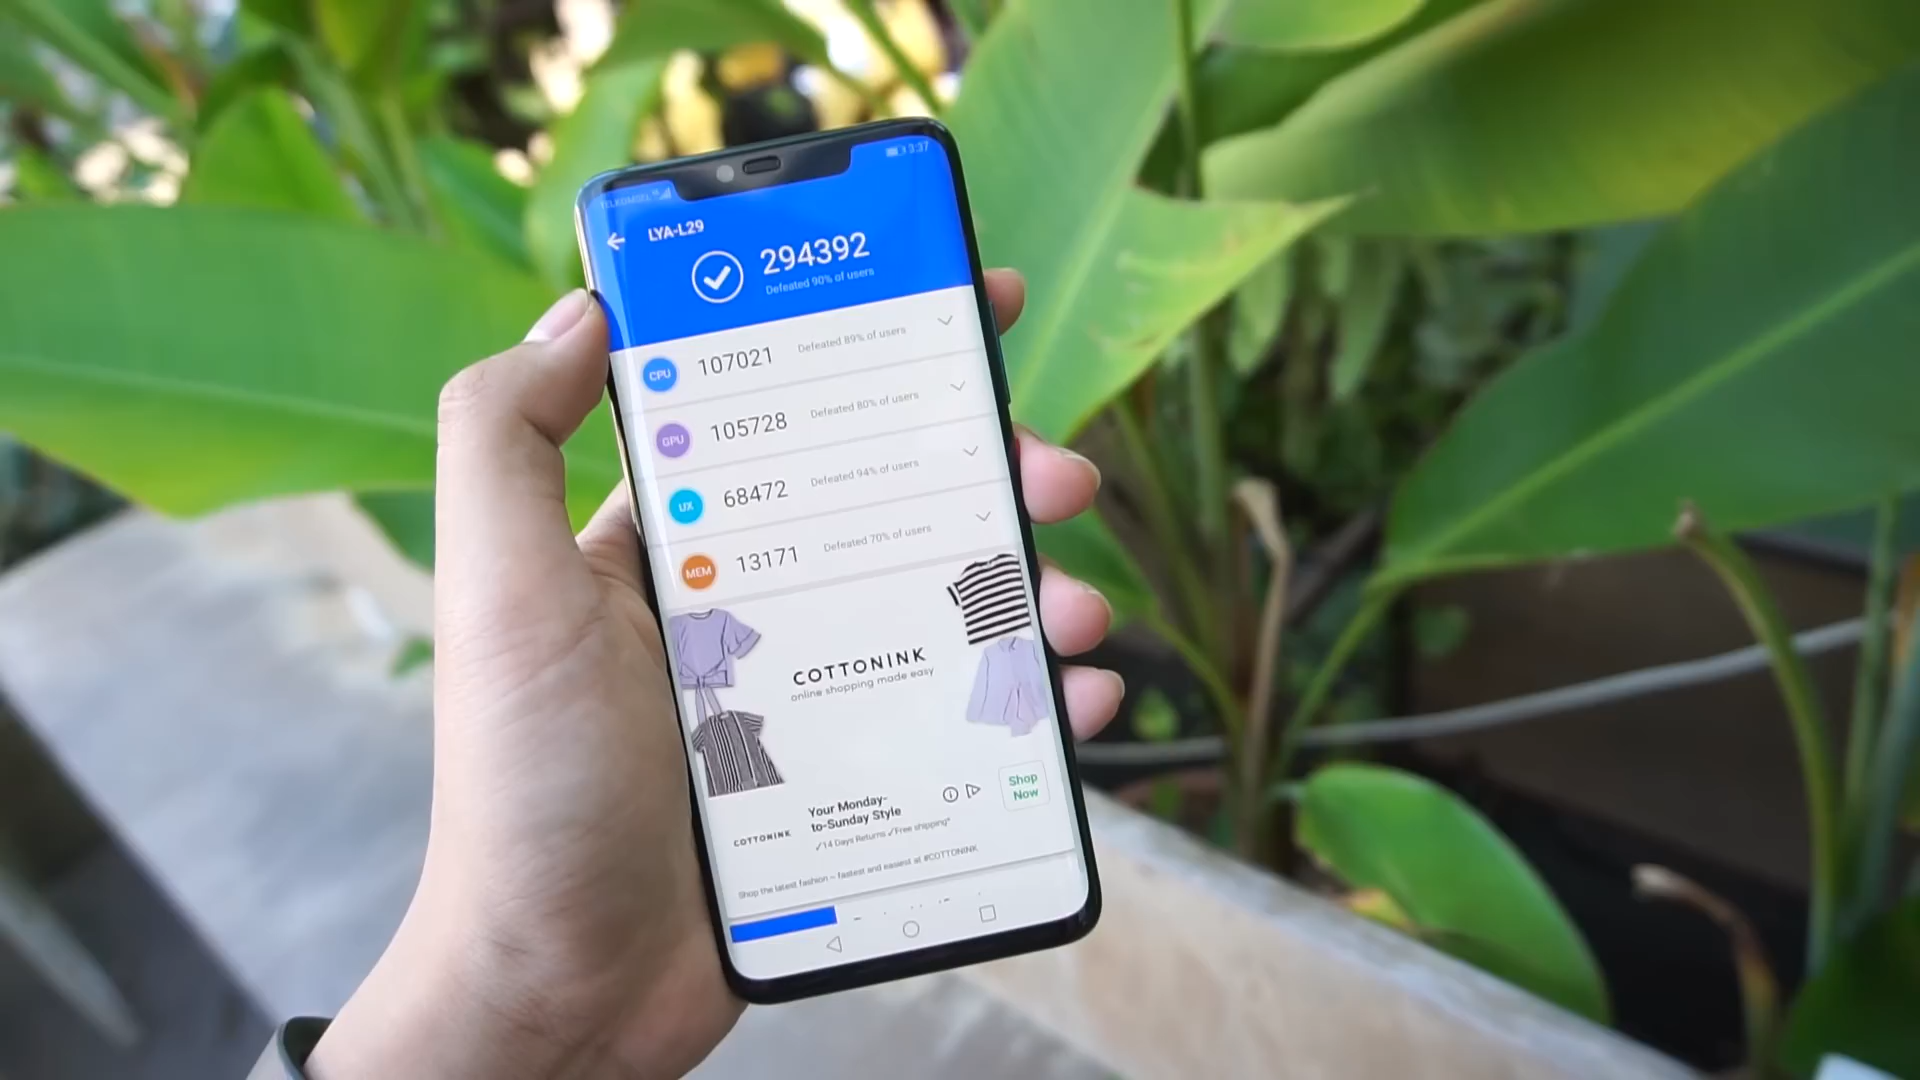 TELKOMSEL
3:37
LYA-L29
294392
Defeated 90% of users
CPU 107021 Defeated 89% of users
GPU 105728 Defeated 80% of users
UX 68472 Defeated 94% of users
MEM 13171 Defeated 70% of users
COTTONINK
online shopping made easy
COTTONINK
Your Monday-
to-Sunday Style
✓14 Days Returns ✓Free shipping*
Shop
Now
Shop the latest fashion – fastest and easiest at #COTTONINK